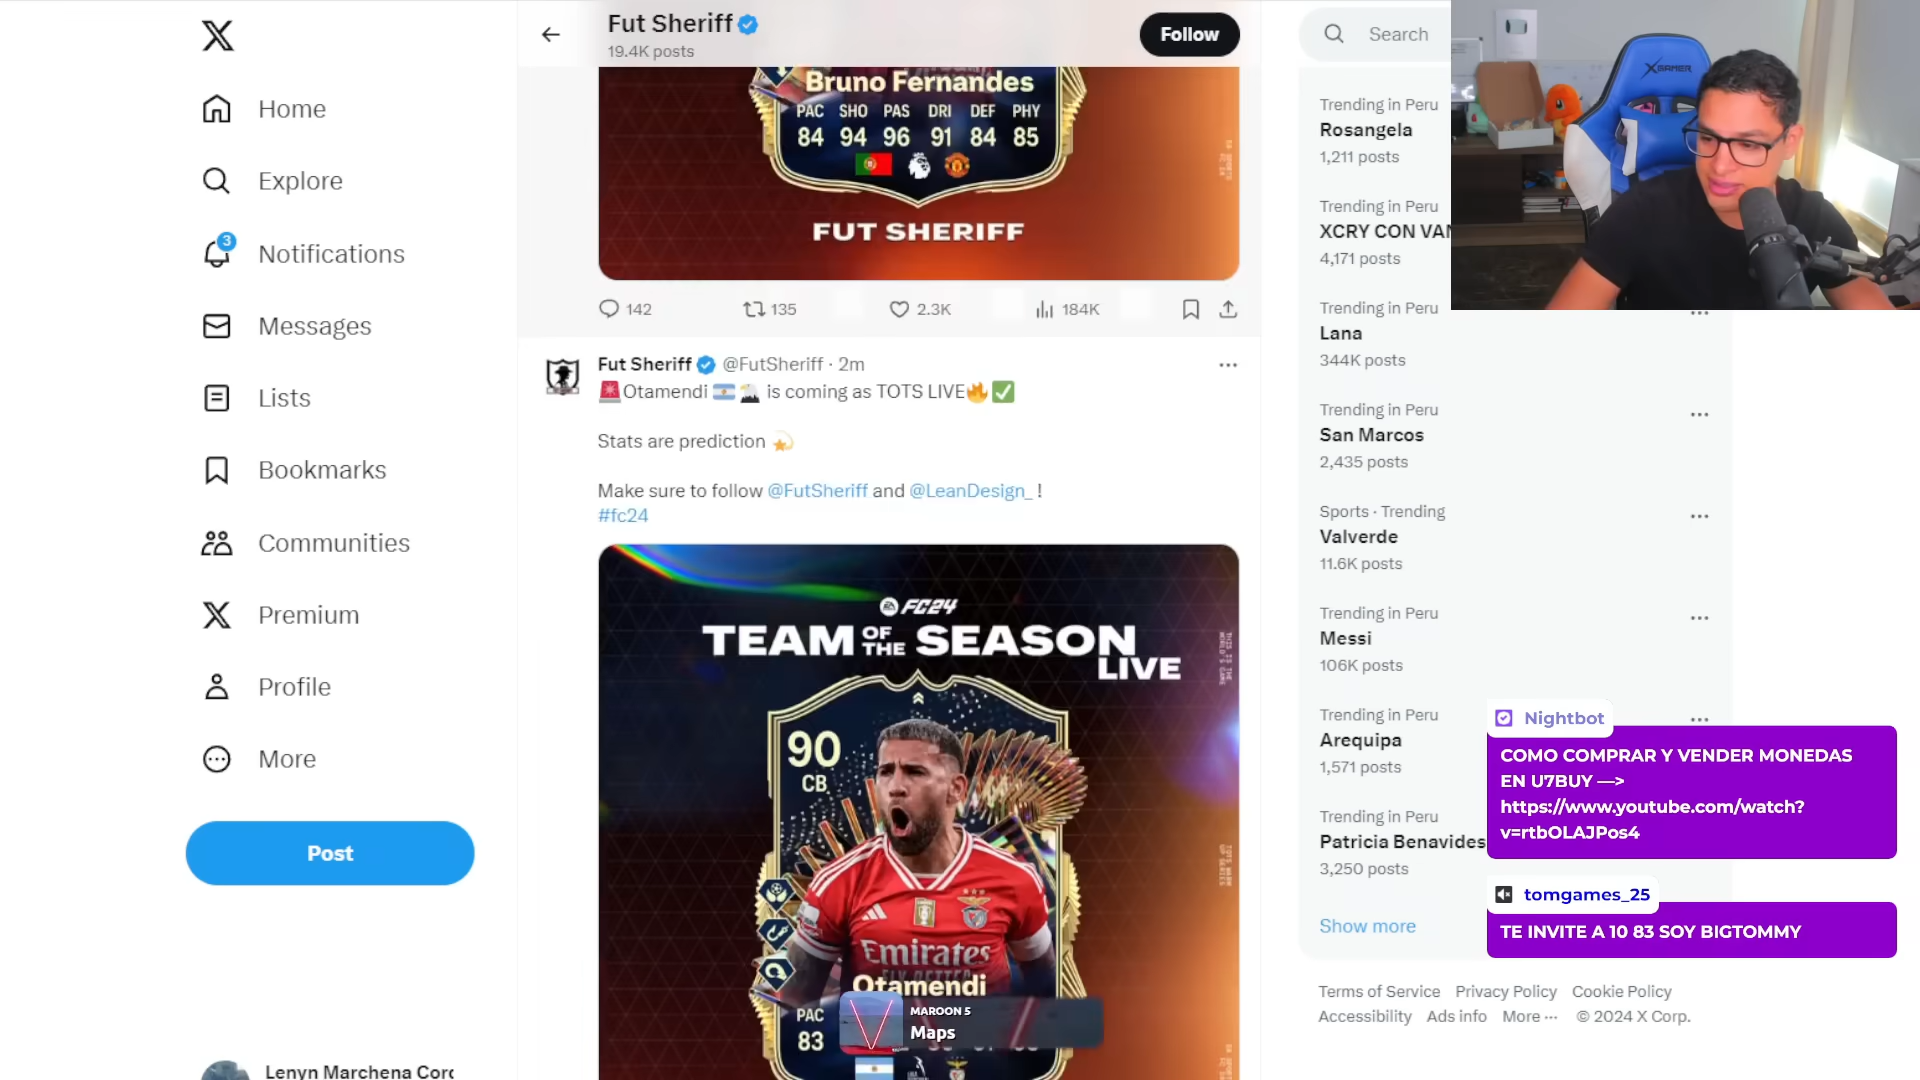 Home
Explore
3
Notifications
Messages
Lists
Bookmarks
Communities
Premium
Profile
More
Post
Lenyn Marchena Corc
Fut Sheriff
19.4K posts
Follow
Bruno Fernandes
PAC SHO PAS DRI DEF PHY
84 94 96 91 84 85
FUT SHERIFF
142
135
2.3K
184K
Fut Sheriff @FutSheriff · 2m
🚨Otamendi 🇦🇷 🦅 is coming as TOTS LIVE🔥✅
Stats are prediction 💫
Make sure to follow @FutSheriff and @LeanDesign_ !
#fc24
FC24
TEAM OF THE SEASON
LIVE
90
CB
Emirates
FLY BETTER
Otamendi
PAC
83
MAROON 5
Maps
Search
Trending in Peru
Rosangela
1,211 posts
Trending in Peru
XCRY CON VAN
4,171 posts
Trending in Peru
Lana
344K posts
Trending in Peru
San Marcos
2,435 posts
Sports · Trending
Valverde
11.6K posts
Trending in Peru
Messi
106K posts
Trending in Peru
Arequipa
1,571 posts
Trending in Peru
Patricia Benavides
3,250 posts
Show more
Terms of Service Privacy Policy Cookie Policy
Accessibility Ads info More ··· © 2024 X Corp.
XGAMER
Nightbot
COMO COMPRAR Y VENDER MONEDAS
EN U7BUY —>
https://www.youtube.com/watch?
v=rtbOLAJPos4
tomgames_25
TE INVITE A 10 83 SOY BIGTOMMY